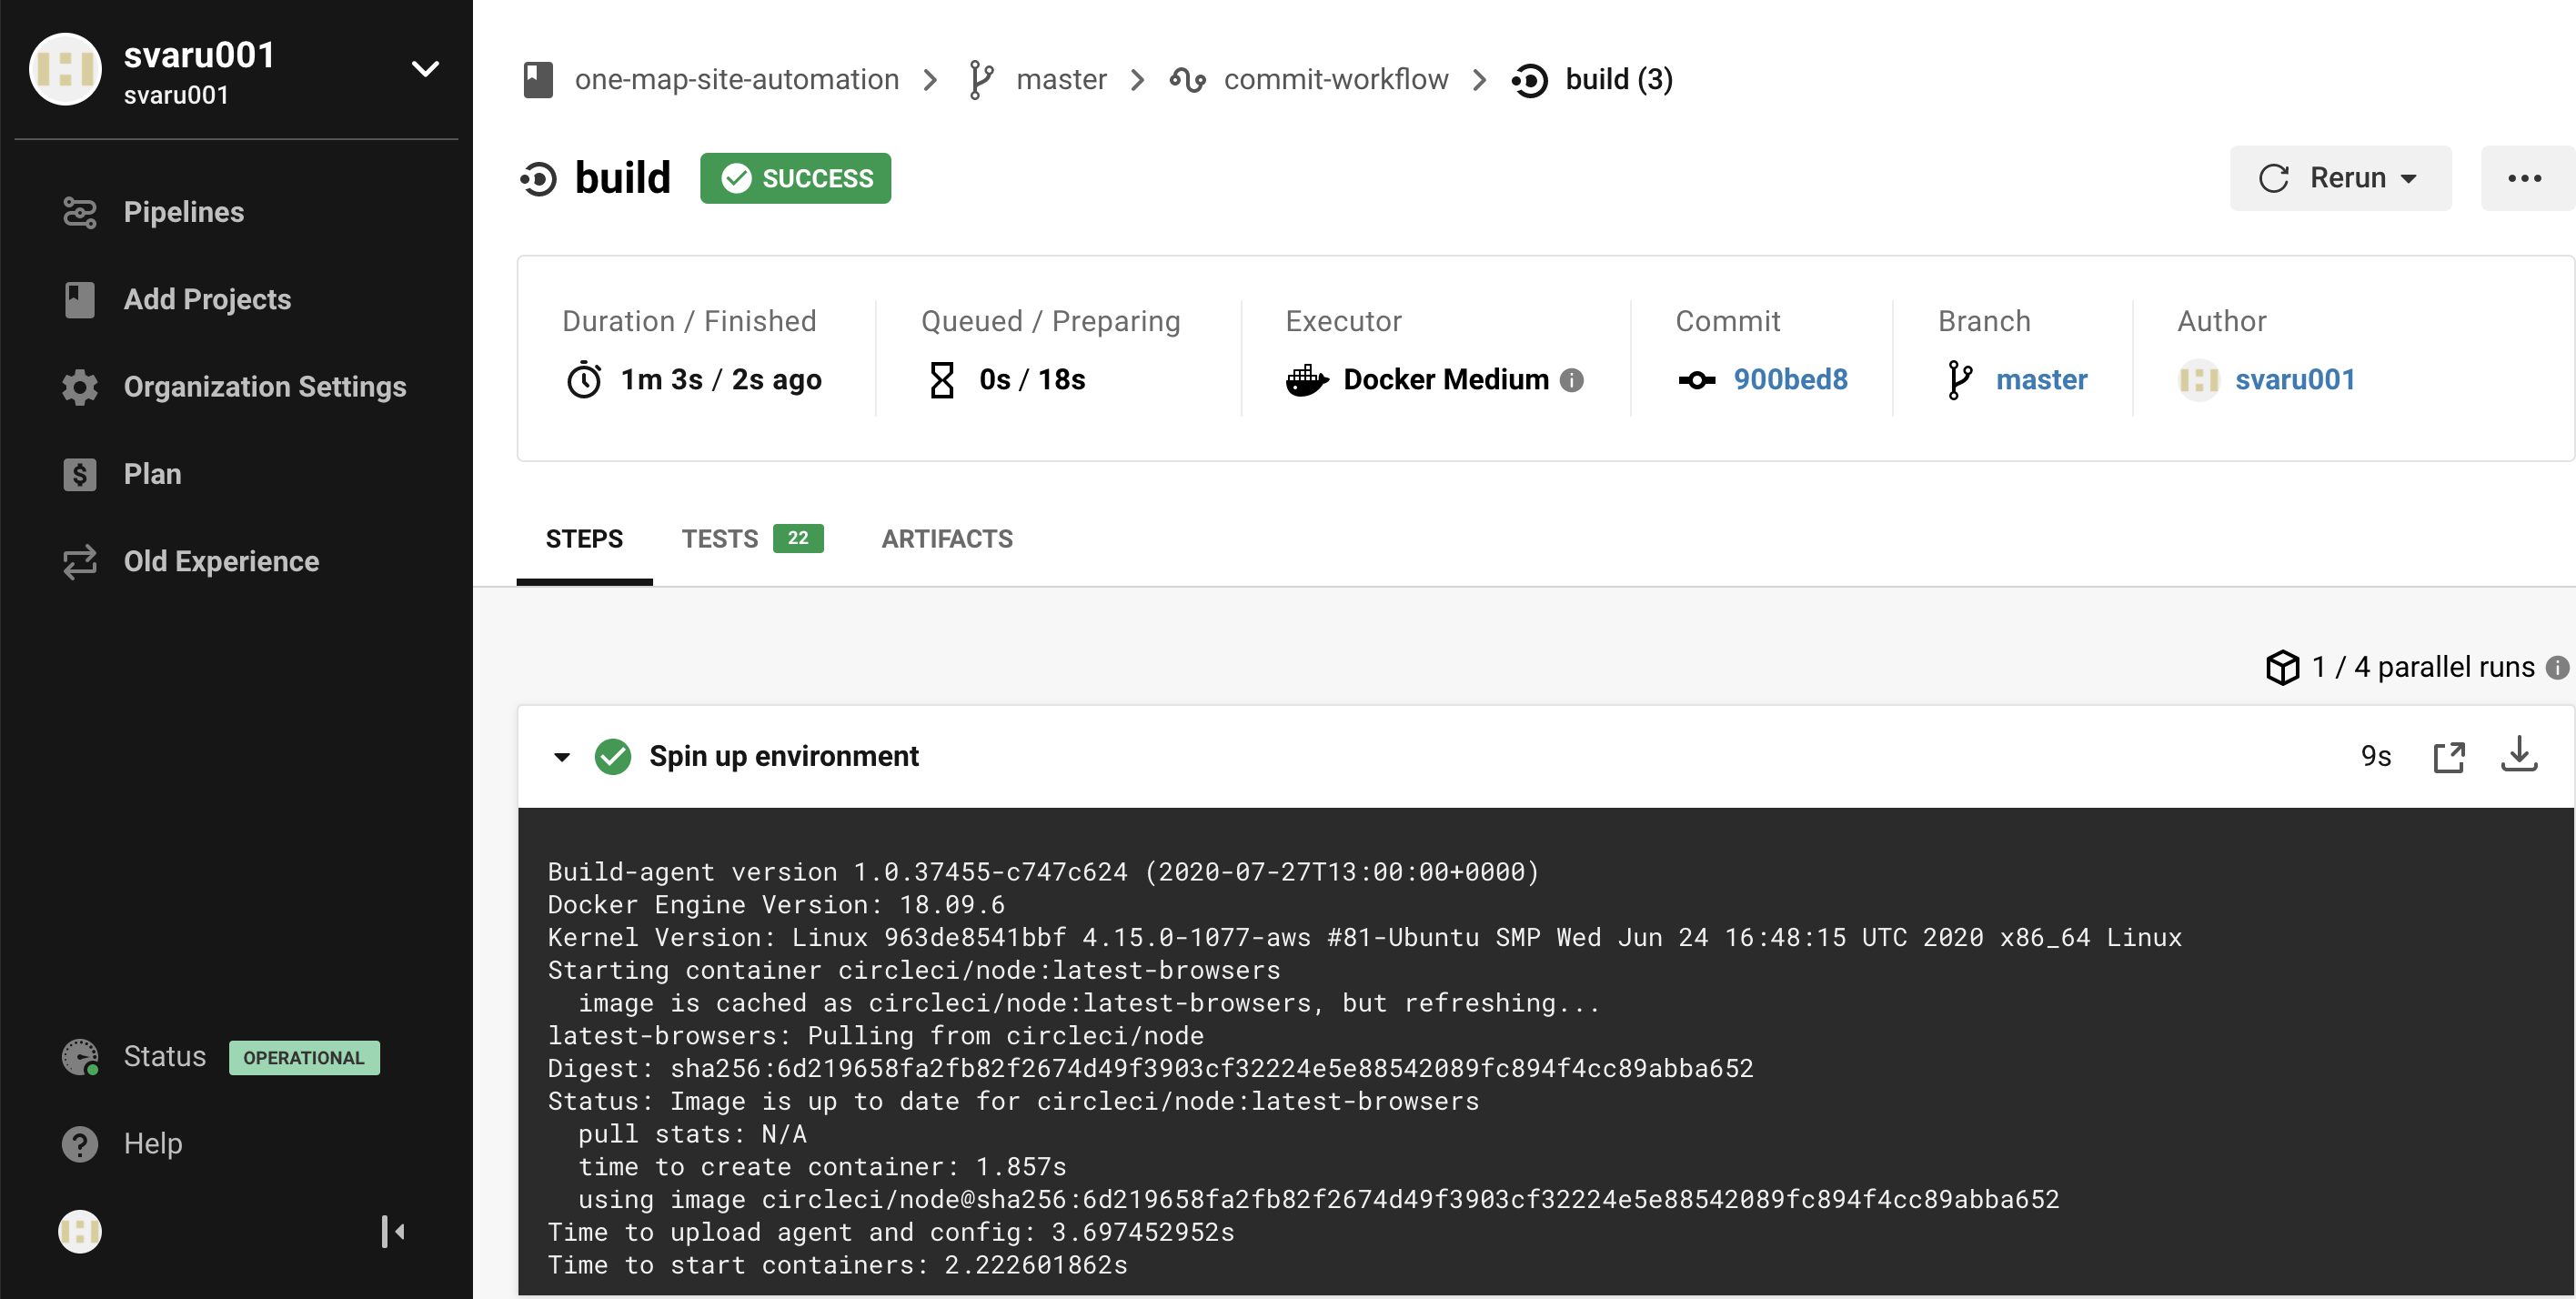 svaru001
svaru001
Pipelines
Add Projects
Organization Settings
Plan
Old Experience
Status OPERATIONAL
Help
one-map-site-automation master commit-workflow build (3)
build SUCCESS
Rerun
Duration / Finished
1m 3s / 2s ago
Queued / Preparing
0s / 18s
Executor
Docker Medium
Commit
900bed8
Branch
master
Author
svaru001
STEPS TESTS 22 ARTIFACTS
1 / 4 parallel runs
Spin up environment 9s
Build-agent version 1.0.37455-c747c624 (2020-07-27T13:00:00+0000)
Docker Engine Version: 18.09.6
Kernel Version: Linux 963de8541bbf 4.15.0-1077-aws #81-Ubuntu SMP Wed Jun 24 16:48:15 UTC 2020 x86_64 Linux
Starting container circleci/node:latest-browsers
  image is cached as circleci/node:latest-browsers, but refreshing...
latest-browsers: Pulling from circleci/node
Digest: sha256:6d219658fa2fb82f2674d49f3903cf32224e5e88542089fc894f4cc89abba652
Status: Image is up to date for circleci/node:latest-browsers
  pull stats: N/A
  time to create container: 1.857s
  using image circleci/node@sha256:6d219658fa2fb82f2674d49f3903cf32224e5e88542089fc894f4cc89abba652
Time to upload agent and config: 3.697452952s
Time to start containers: 2.222601862s